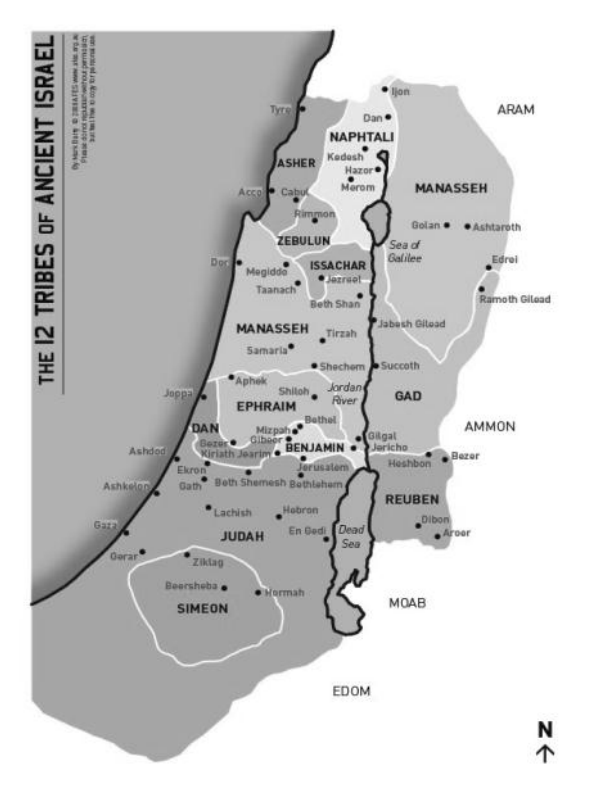 THE 12 TRIBES OF ANCIENT ISRAEL
Ijon
ARAM
Tyre
Dan
NAPHTALI
Kedesh
ASHER
Hazor
Merom
MANASSEH
Acco
Cabul
Rimmon
Golan
Ashtaroth
ZEBULUN
Sea of
Galilee
Dor
Megiddo
ISSACHAR
Edrei
Jezreel
Taanach
Beth Shan
Ramoth Gilead
MANASSEH
Jabesh Gilead
Tirzah
Samaria
Shechem
Succoth
Aphek
Jordan
River
Joppa
Shiloh
GAD
EPHRAIM
Bethel
DAN
Mizpah
Gibeor
AMMON
Gilgal
Gezer
BENJAMIN
Jericho
Kiriath Jearim
Ashdod
Heshbon
Bezer
Ekron
Jerusalem
Gath
Beth Shemesh
Bethlehem
Ashkelon
REUBEN
Lachish
Hebron
Dibon
Gaza
En Gedi
Dead
Sea
Aroer
JUDAH
Gerar
Ziklag
Beersheba
Hormah
SIMEON
MOAB
EDOM
N